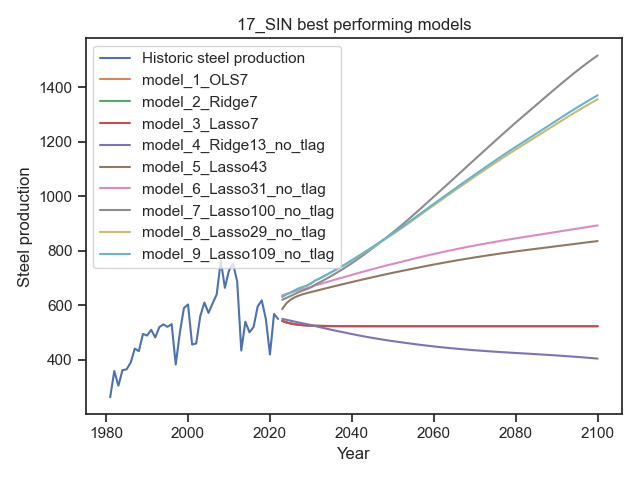 17_SIN best performing models
Steel production
1400
1200
1000
800
600
400
Historic steel production
model_1_OLS7
model_2_Ridge7
model_3_Lasso7
model_4_Ridge13_no_tlag
model_5_Lasso43
model_6_Lasso31_no_tlag
model_7_Lasso100_no_tlag
model_8_Lasso29_no_tlag
model_9_Lasso109_no_tlag
1980 2000 2020 2040 2060 2080 2100
Year